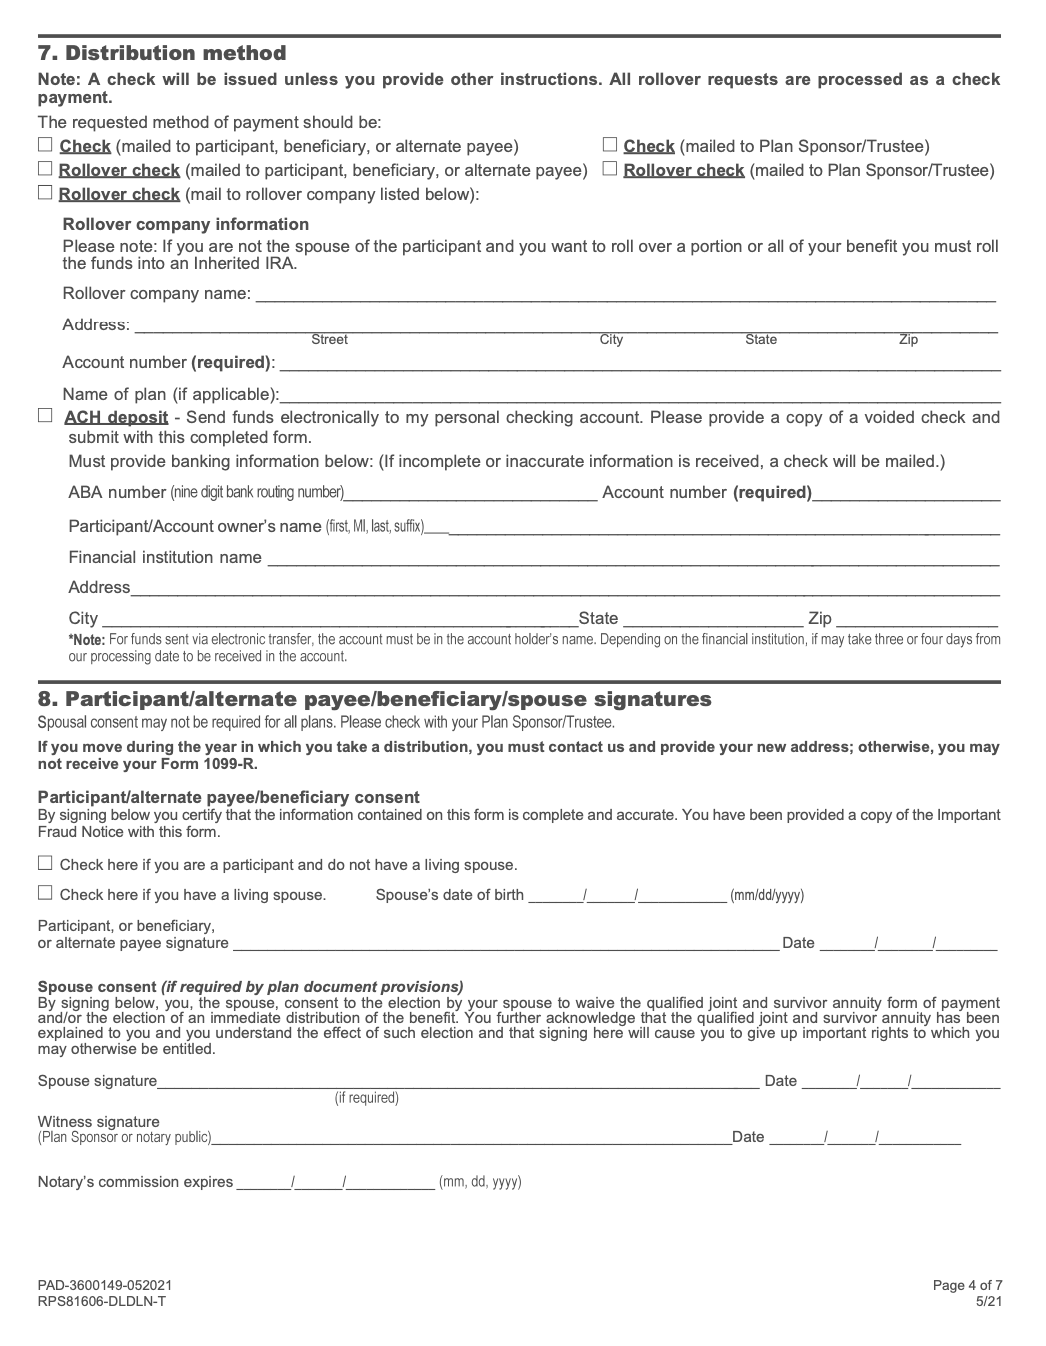 7. Distribution method
Note: A check will be issued unless you provide other instructions. All rollover requests are processed as a check
payment.
The requested method of payment should be:
☐ Check (mailed to participant, beneficiary, or alternate payee) ☐ Check (mailed to Plan Sponsor/Trustee)
☐ Rollover check (mailed to participant, beneficiary, or alternate payee) ☐ Rollover check (mailed to Plan Sponsor/Trustee)
☐ Rollover check (mail to rollover company listed below):
Rollover company information
Please note: If you are not the spouse of the participant and you want to roll over a portion or all of your benefit you must roll
the funds into an Inherited IRA.
Rollover company name: ____________________
Address: ____________________
Street City State Zip
Account number (required): ____________________
Name of plan (if applicable):____________________
☐ ACH deposit - Send funds electronically to my personal checking account. Please provide a copy of a voided check and
submit with this completed form.
Must provide banking information below: (If incomplete or inaccurate information is received, a check will be mailed.)
ABA number (nine digit bank routing number)____________________ Account number (required)____________________
Participant/Account owner's name (first, MI, last, suffix)____________________
Financial institution name ____________________
Address____________________
City ____________________State ____________________ Zip ____________________
*Note: For funds sent via electronic transfer, the account must be in the account holder's name. Depending on the financial institution, if may take three or four days from
our processing date to be received in the account.
8. Participant/alternate payee/beneficiary/spouse signatures
Spousal consent may not be required for all plans. Please check with your Plan Sponsor/Trustee.
If you move during the year in which you take a distribution, you must contact us and provide your new address; otherwise, you may
not receive your Form 1099-R.
Participant/alternate payee/beneficiary consent
By signing below you certify that the information contained on this form is complete and accurate. You have been provided a copy of the Important
Fraud Notice with this form.
☐ Check here if you are a participant and do not have a living spouse.
☐ Check here if you have a living spouse. Spouse's date of birth ______/______/__________ (mm/dd/yyyy)
Participant, or beneficiary,
or alternate payee signature ____________________ Date ______/______/_______
Spouse consent (if required by plan document provisions)
By signing below, you, the spouse, consent to the election by your spouse to waive the qualified joint and survivor annuity form of payment
and/or the election of an immediate distribution of the benefit. You further acknowledge that the qualified joint and survivor annuity has been
explained to you and you understand the effect of such election and that signing here will cause you to give up important rights to which you
may otherwise be entitled.
Spouse signature____________________ Date ______/______/__________
(if required)
Witness signature
(Plan Sponsor or notary public)____________________Date ______/______/__________
Notary's commission expires ______/______/__________ (mm, dd, yyyy)
PAD-3600149-052021 Page 4 of 7
RPS81606-DLDLN-T 5/21